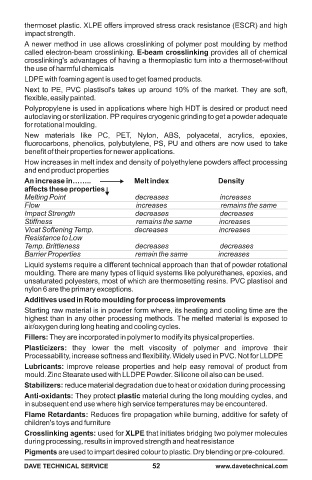 thermoset plastic. XLPE offers improved stress crack resistance (ESCR) and high
impact strength.
A newer method in use allows crosslinking of polymer post moulding by method
called electron-beam crosslinking. E-beam crosslinking provides all of chemical
crosslinking's advantages of having a thermoplastic turn into a thermoset-without
the use of harmful chemicals
LDPE with foaming agent is used to get foamed products.
Next to PE, PVC plastisol's takes up around 10% of the market. They are soft,
flexible, easily painted.
Polypropylene is used in applications where high HDT is desired or product need
autoclaving or sterilization. PP requires cryogenic grinding to get a powder adequate
for rotational moulding.
New materials like PC, PET, Nylon, ABS, polyacetal, acrylics, epoxies,
fluorocarbons, phenolics, polybutylene, PS, PU and others are now used to take
benefit of their properties for newer applications.
How increases in melt index and density of polyethylene powders affect processing
and end product properties
An increase in........ Melt index Density
affects these properties
Melting Point decreases increases
Flow increases remains the same
Impact Strength decreases decreases
Stiffness remains the same increases
Vicat Softening Temp. decreases increases
Resistance to Low
Temp. Brittleness decreases decreases
Barrier Properties remain the same increases
Liquid systems require a different technical approach than that of powder rotational
moulding. There are many types of liquid systems like polyurethanes, epoxies, and
unsaturated polyesters, most of which are thermosetting resins. PVC plastisol and
nylon 6 are the primary exceptions.
Additives used in Roto moulding for process improvements
Starting raw material is in powder form where, its heating and cooling time are the
highest than in any other processing methods. The melted material is exposed to
air/oxygen during long heating and cooling cycles.
Fillers: They are incorporated in polymer to modify its physical properties.
Plasticizers: they lower the melt viscosity of polymer and improve their
Processability, increase softness and flexibility. Widely used in PVC. Not for LLDPE
Lubricants: improve release properties and help easy removal of product from
mould. Zinc Stearate used with LLDPE Powder. Silicone oil also can be used.
Stabilizers: reduce material degradation due to heat or oxidation during processing
Anti-oxidants: They protect plastic material during the long moulding cycles, and
in subsequent end use where high service temperatures may be encountered.
Flame Retardants: Reduces fire propagation while burning, additive for safety of
children's toys and furniture
Crosslinking agents: used for XLPE that initiates bridging two polymer molecules
during processing, results in improved strength and heat resistance
Pigments are used to impart desired colour to plastic. Dry blending or pre-coloured.
DAVE TECHNICAL SERVICE 52 www.davetechnical.com